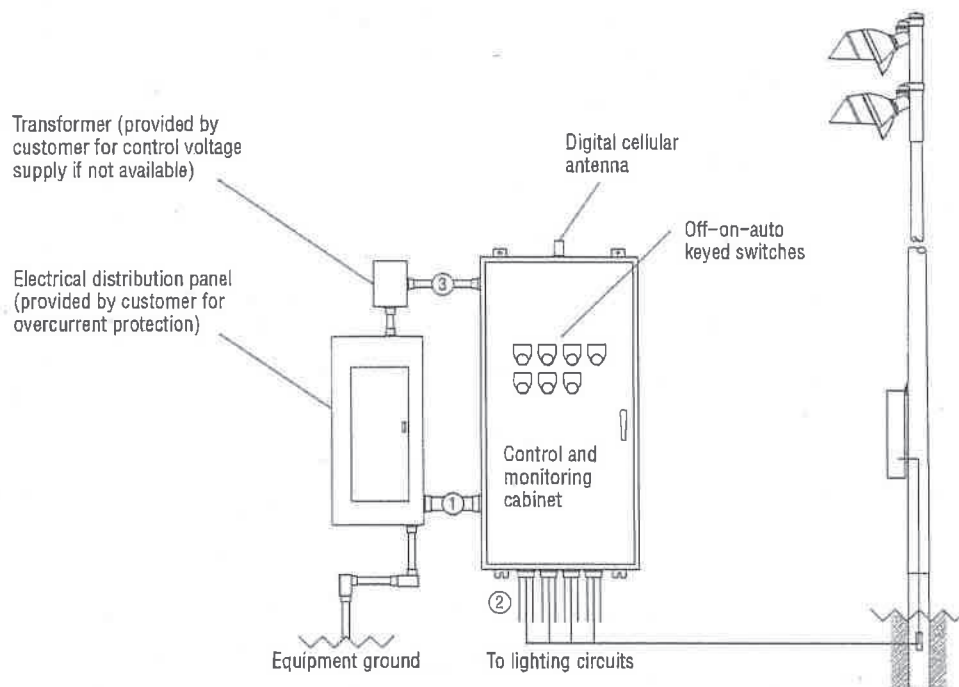 Transformer (provided by
customer for control voltage
supply if not available)
Digital cellular
antenna
Off-on-auto
keyed switches
Electrical distribution panel
(provided by customer for
overcurrent protection)
3
Control and
monitoring
cabinet
1
2
Equipment ground
To lighting circuits